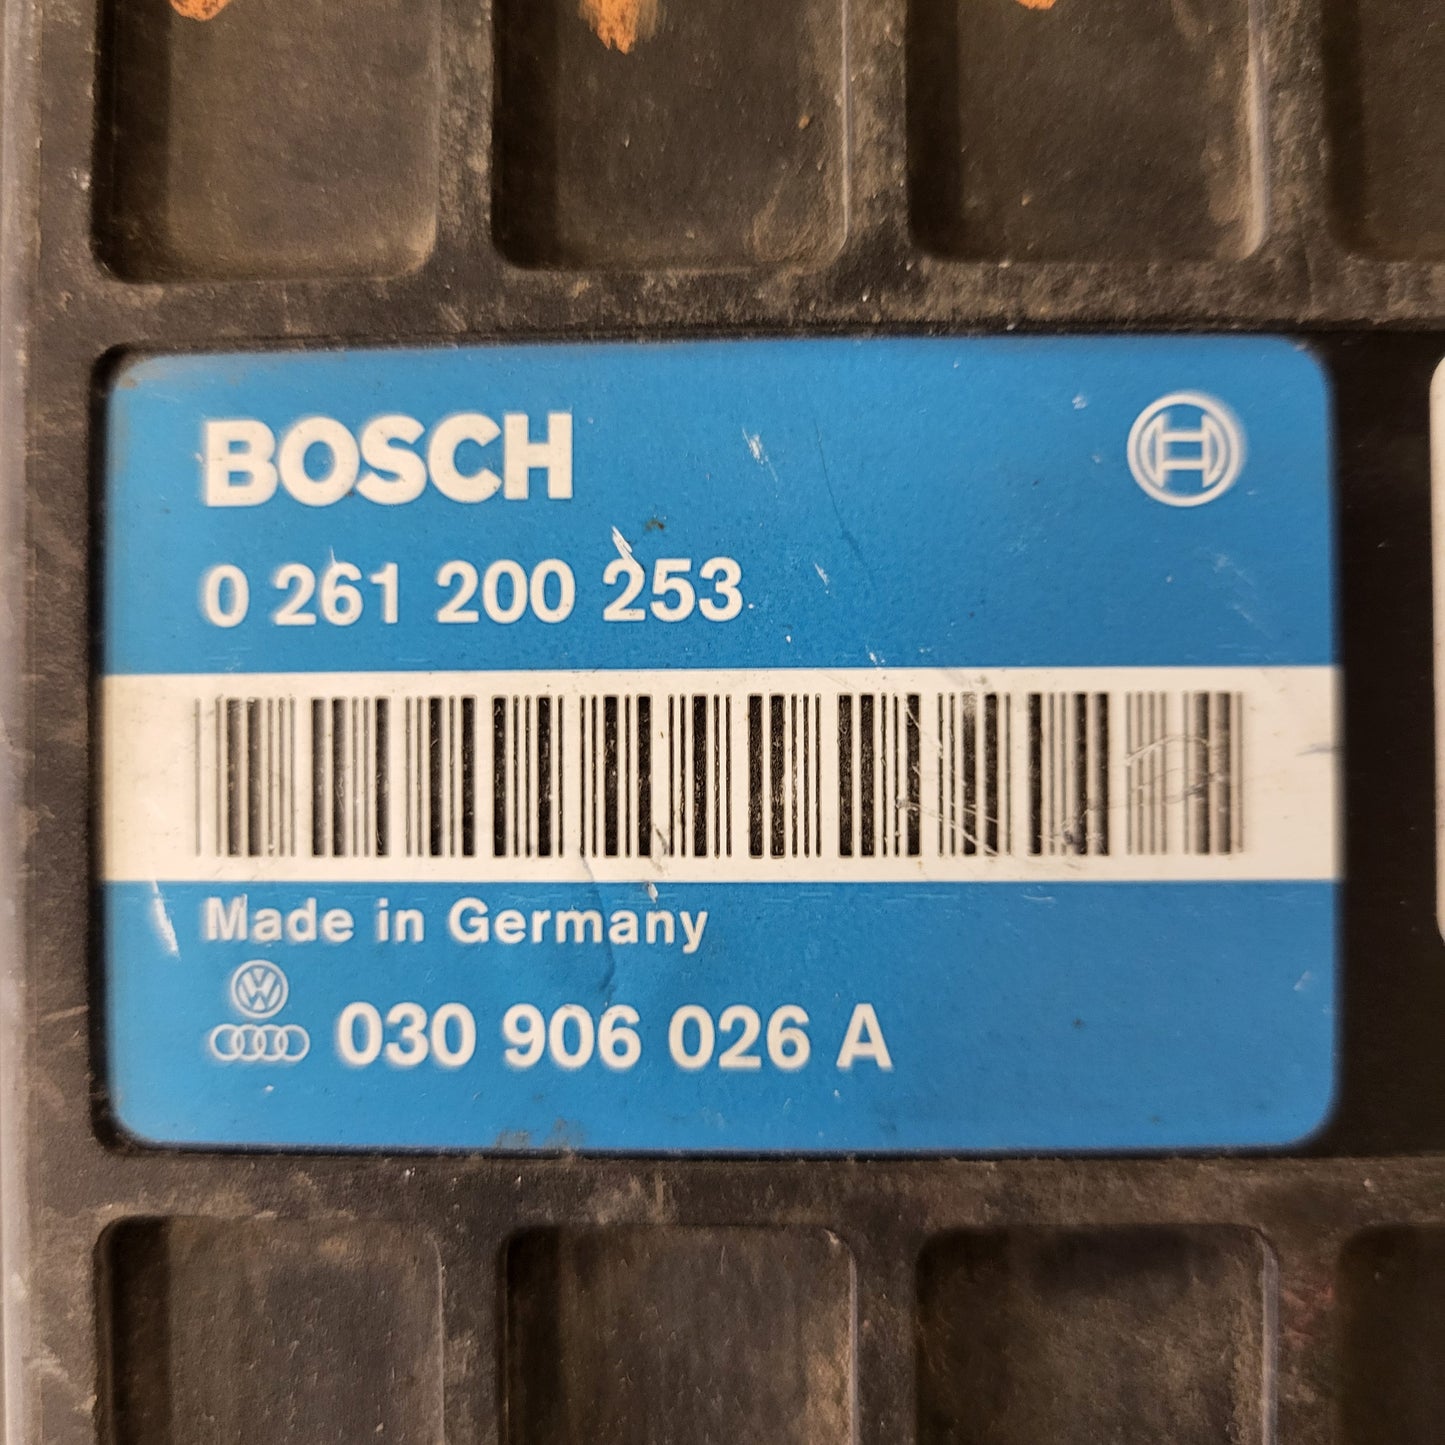 BOSCH
0 261 200 253
Made in Germany
030 906 026 A